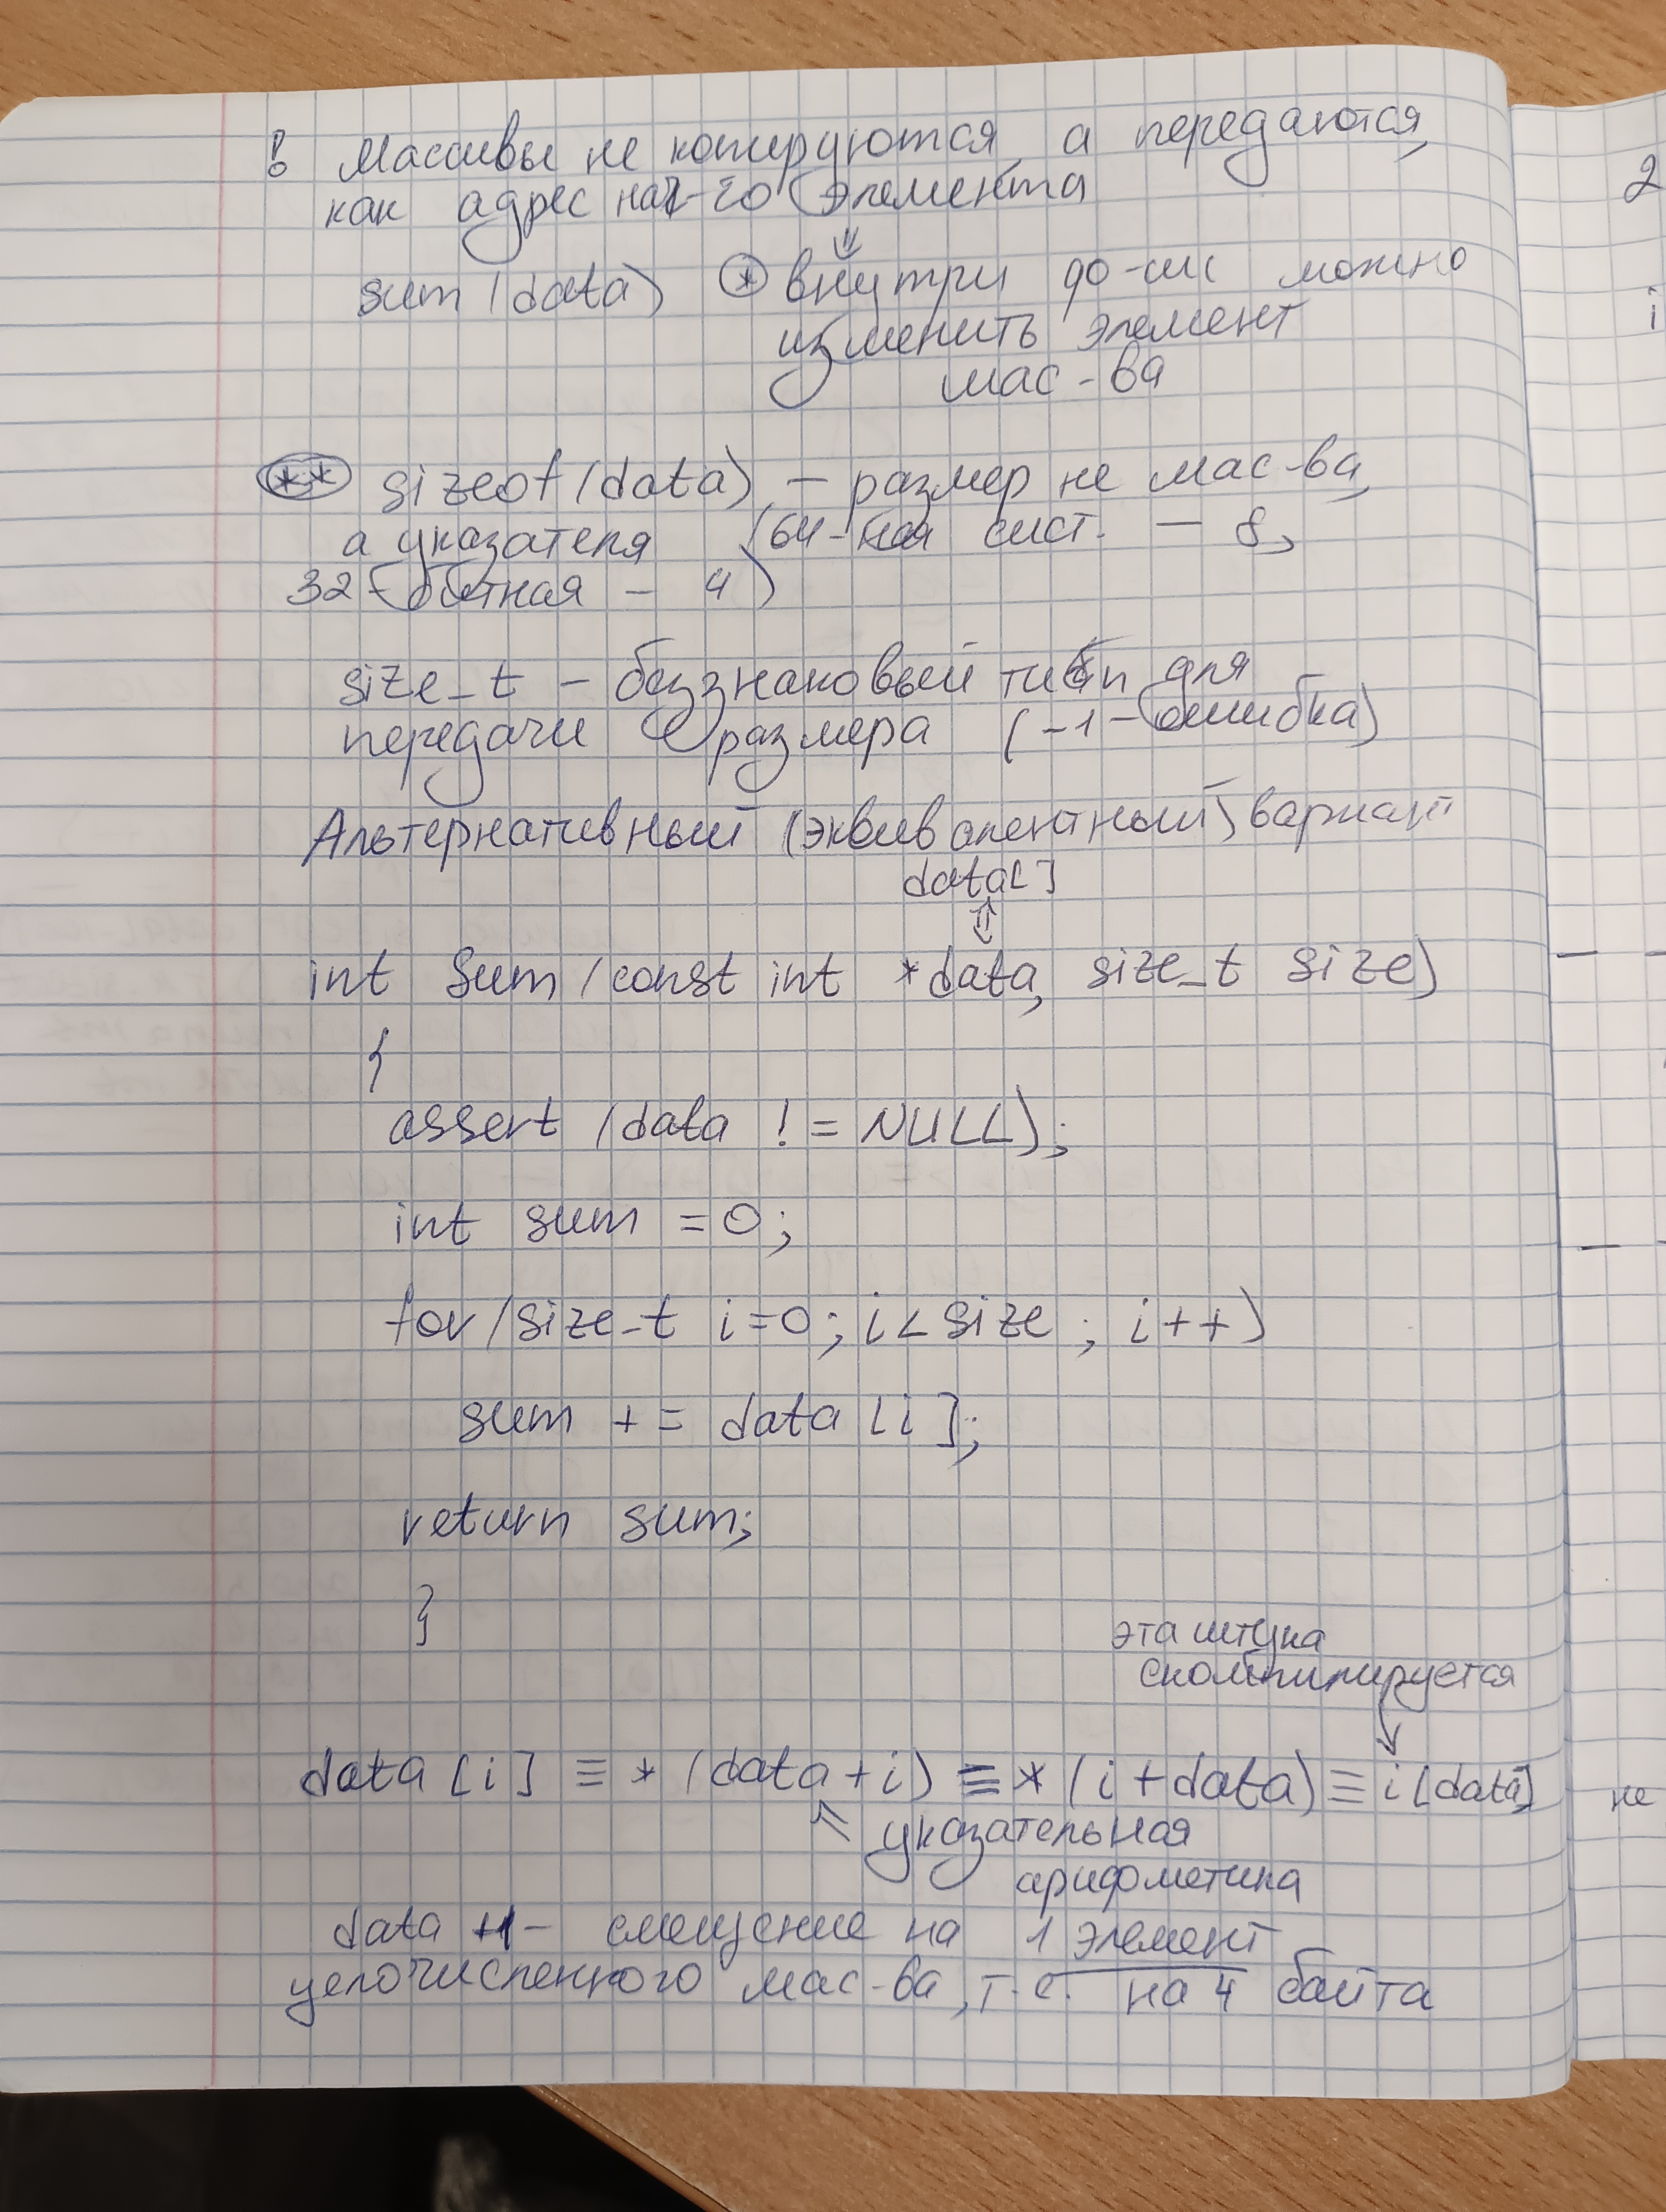 ! Массивы не копируются, а передаются,
как адрес нач-го элемента
⇓
sum (data) (*) внутри ф-ии можно
изменить элемент
мас-ва
(**) sizeof (data) – размер не мас-ва,
а указателя (64-ная сист. – 8,
32-битная – 4)
size_t – беззнаковый тип для
передачи размера (-1 – ошибка)
Альтернативный (эквивалентный) вариант
data[]
⇕
int sum (const int *data, size_t size)
{
assert (data != NULL);
int sum = 0;
for (size_t i=0; i < size; i++)
sum += data [i];
return sum;
}
эта штука
скомпилируется
↓
data [i] ≡ * (data + i) ≡ * (i + data) ≡ i [data]
⇑ указательная
арифметика
data +1 – смещение на 1 элемент
целочисленного мас-ва, т.е. на 4 байта
2
i
не